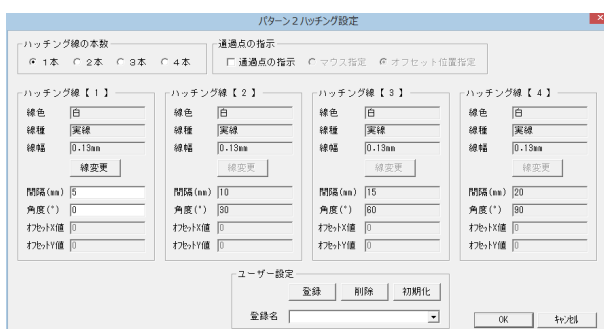 パターン2ハッチング設定
ハッチング線の本数
1本 2本 3本 4本
通過点の指示
通過点の指示 マウス指定 オフセット位置指定
ハッチング線【 1 】
線色 白
線種 実線
線幅 0.13mm
線変更
間隔(mm) 5
角度(°) 0
オフセットX値 0
オフセットY値 0
ハッチング線【 2 】
線色 白
線種 実線
線幅 0.13mm
線変更
間隔(mm) 10
角度(°) 30
オフセットX値 0
オフセットY値 0
ハッチング線【 3 】
線色 白
線種 実線
線幅 0.13mm
線変更
間隔(mm) 15
角度(°) 60
オフセットX値 0
オフセットY値 0
ハッチング線【 4 】
線色 白
線種 実線
線幅 0.13mm
線変更
間隔(mm) 20
角度(°) 90
オフセットX値 0
オフセットY値 0
ユーザー設定
登録 削除 初期化
登録名
OK キャンセル